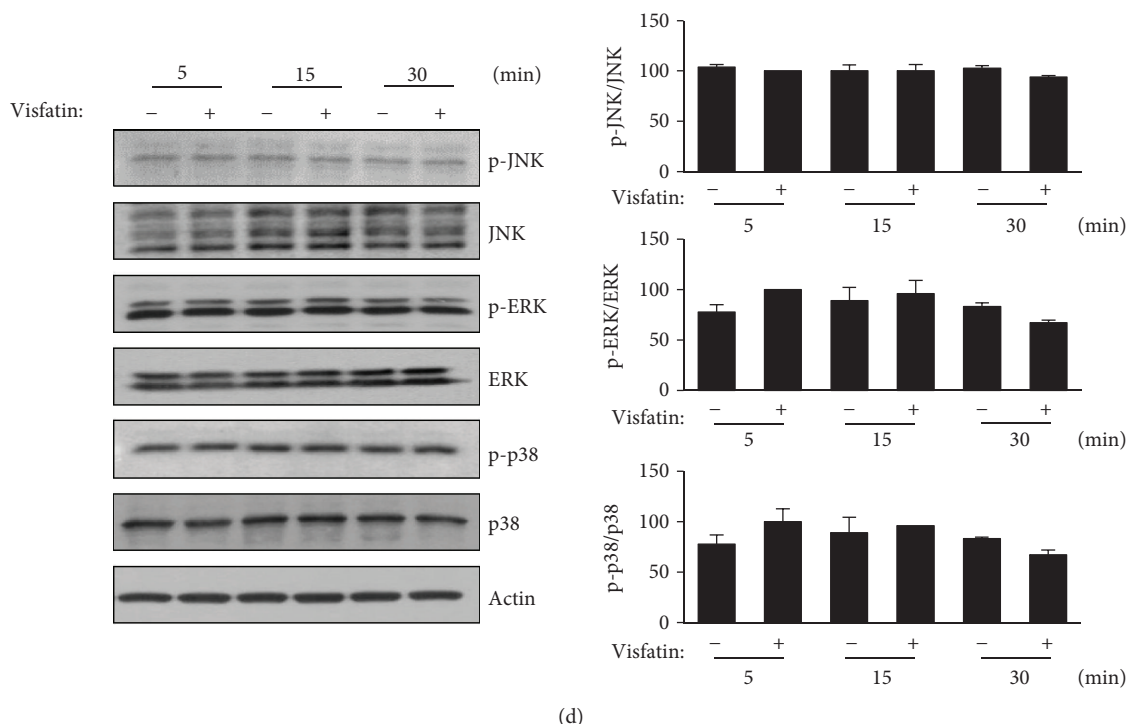 5 15 30 (min)
Visfatin: − + − + − +
p-JNK
JNK
p-ERK
ERK
p-p38
p38
Actin
150
100
50
0
p-JNK/JNK
Visfatin: − + − + − +
5 15 30 (min)
150
100
50
0
p-ERK/ERK
Visfatin: − + − + − +
5 15 30 (min)
150
100
50
0
p-p38/p38
Visfatin: − + − + − +
5 15 30 (min)
(d)